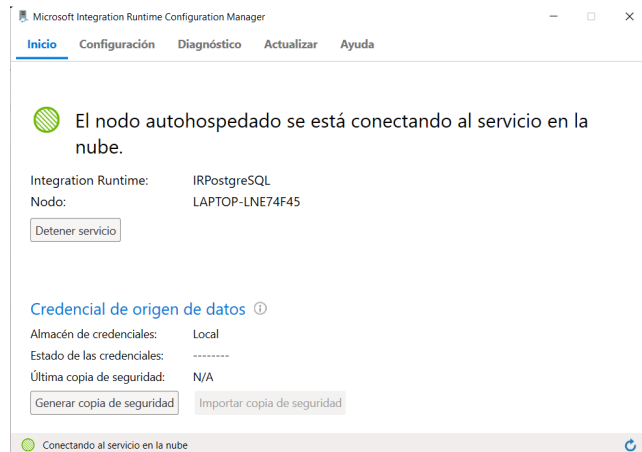 Microsoft Integration Runtime Configuration Manager
Inicio Configuración Diagnóstico Actualizar Ayuda
El nodo autohospedado se está conectando al servicio en la
nube.
Integration Runtime: IRPostgreSQL
Nodo: LAPTOP-LNE74F45
Detener servicio
Credencial de origen de datos
Almacén de credenciales: Local
Estado de las credenciales: --------
Última copia de seguridad: N/A
Generar copia de seguridad Importar copia de seguridad
Conectando al servicio en la nube